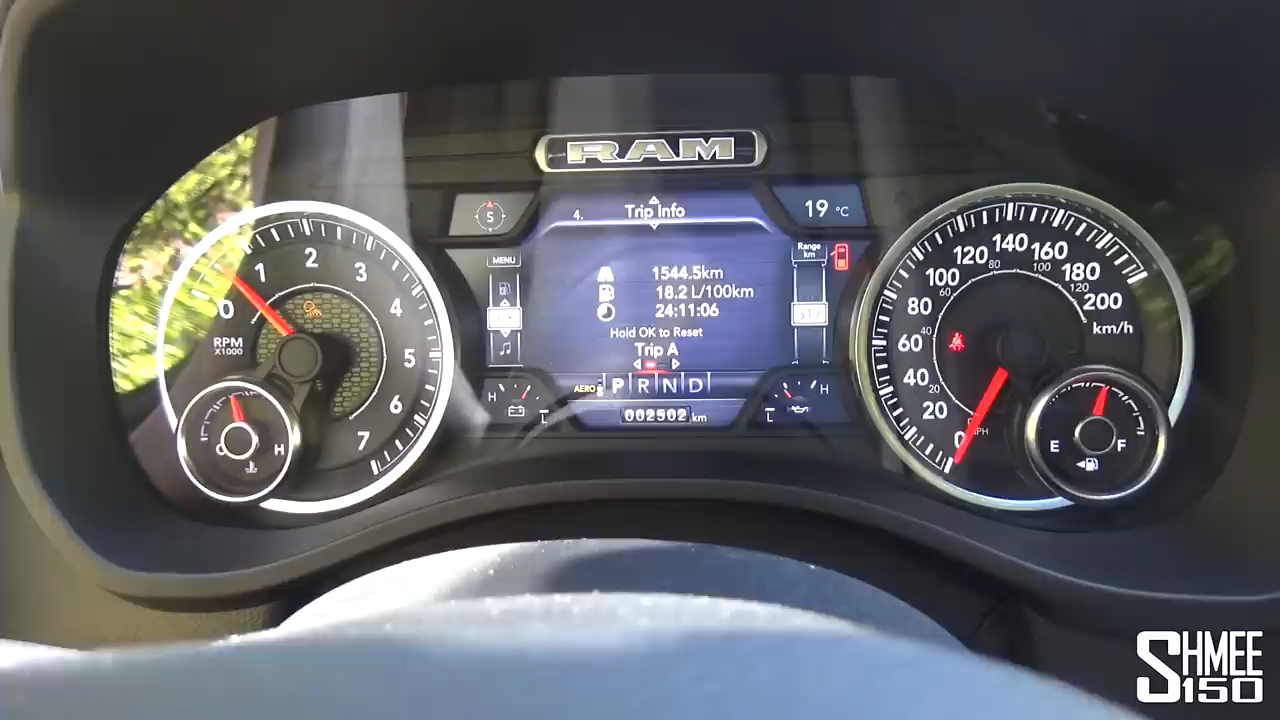 RAM
S
4. Trip Info
19 °C
MENU
Range
km
1544.5km
18.2 L/100km
24:11:06
Hold OK to Reset
Trip A
AERO P R N D
002502 km
H L
L H
0 1 2 3 4 5 6 7
RPM
X1000
C H
0 20 40 60 80 100 120 140 160 180 200
km/h
20 40 60 80 100 120
MPH
E F
SHMEE
150